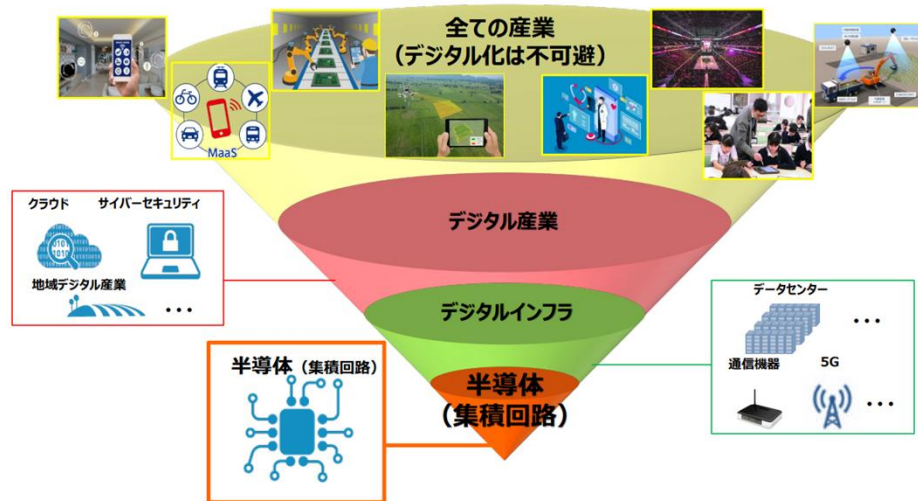 全ての産業
（デジタル化は不可避）
MaaS
デジタル産業
クラウド
サイバーセキュリティ
地域デジタル産業
・・・
デジタルインフラ
データセンター
・・・
通信機器
5G
・・・
半導体（集積回路）
半導体
（集積回路）